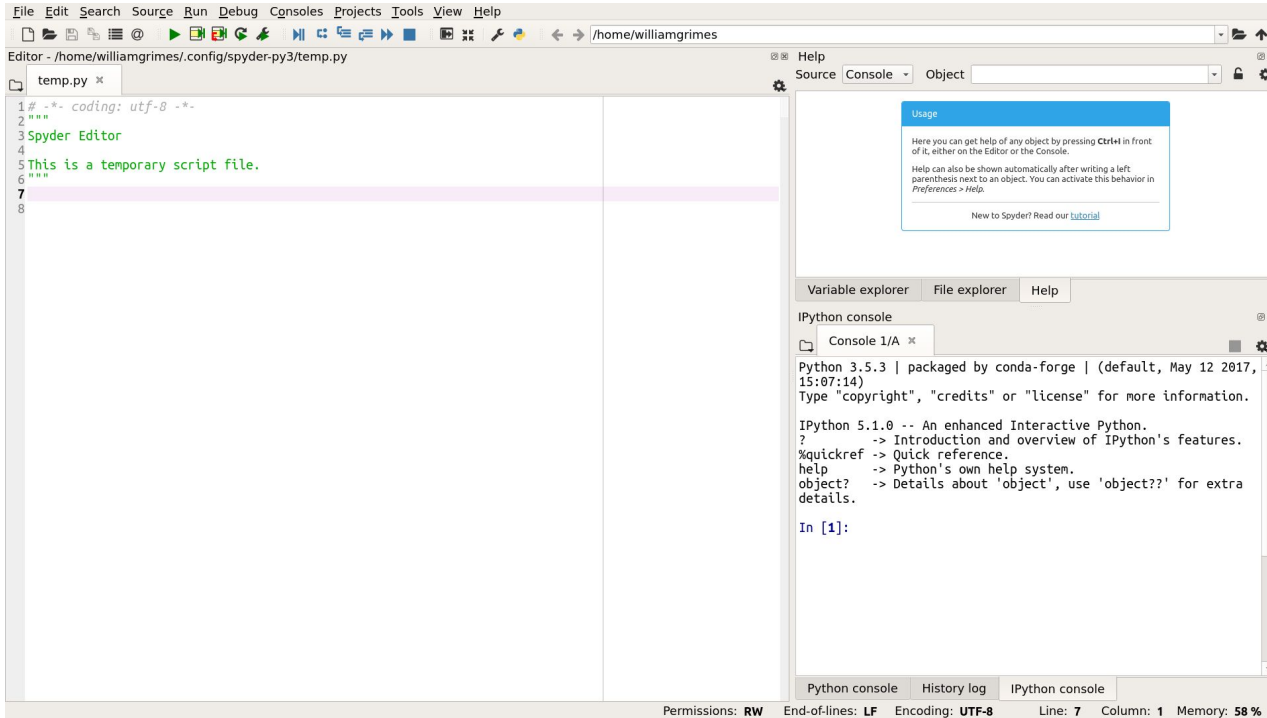 File Edit Search Source Run Debug Consoles Projects Tools View Help
@ /home/williamgrimes
Editor - /home/williamgrimes/.config/spyder-py3/temp.py
temp.py
1 # -*- coding: utf-8 -*-
2 """
3 Spyder Editor
4
5 This is a temporary script file.
6 """
7
8
Help
Source Console Object
Usage
Here you can get help of any object by pressing Ctrl+I in front
of it, either on the Editor or the Console.
Help can also be shown automatically after writing a left
parenthesis next to an object. You can activate this behavior in
Preferences > Help.
New to Spyder? Read our tutorial
Variable explorer File explorer Help
IPython console
Console 1/A
Python 3.5.3 | packaged by conda-forge | (default, May 12 2017,
15:07:14)
Type "copyright", "credits" or "license" for more information.
IPython 5.1.0 -- An enhanced Interactive Python.
? -> Introduction and overview of IPython's features.
%quickref -> Quick reference.
help -> Python's own help system.
object? -> Details about 'object', use 'object??' for extra
details.
In [1]:
Python console History log IPython console
Permissions: RW End-of-lines: LF Encoding: UTF-8 Line: 7 Column: 1 Memory: 58 %